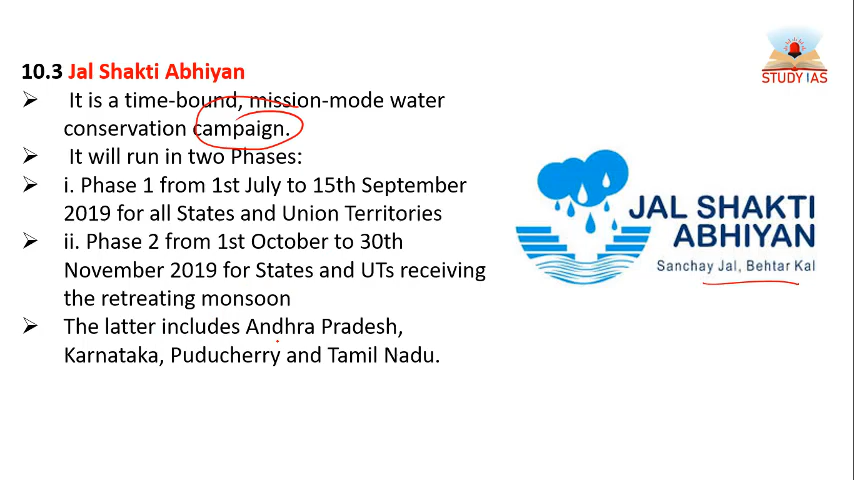 10.3 Jal Shakti Abhiyan
➢ It is a time-bound, mission-mode water
conservation campaign.
➢ It will run in two Phases:
➢ i. Phase 1 from 1st July to 15th September
2019 for all States and Union Territories
➢ ii. Phase 2 from 1st October to 30th
November 2019 for States and UTs receiving
the retreating monsoon
➢ The latter includes Andhra Pradesh,
Karnataka, Puducherry and Tamil Nadu.
STUDY IAS
JAL SHAKTI
ABHIYAN
Sanchay Jal, Behtar Kal